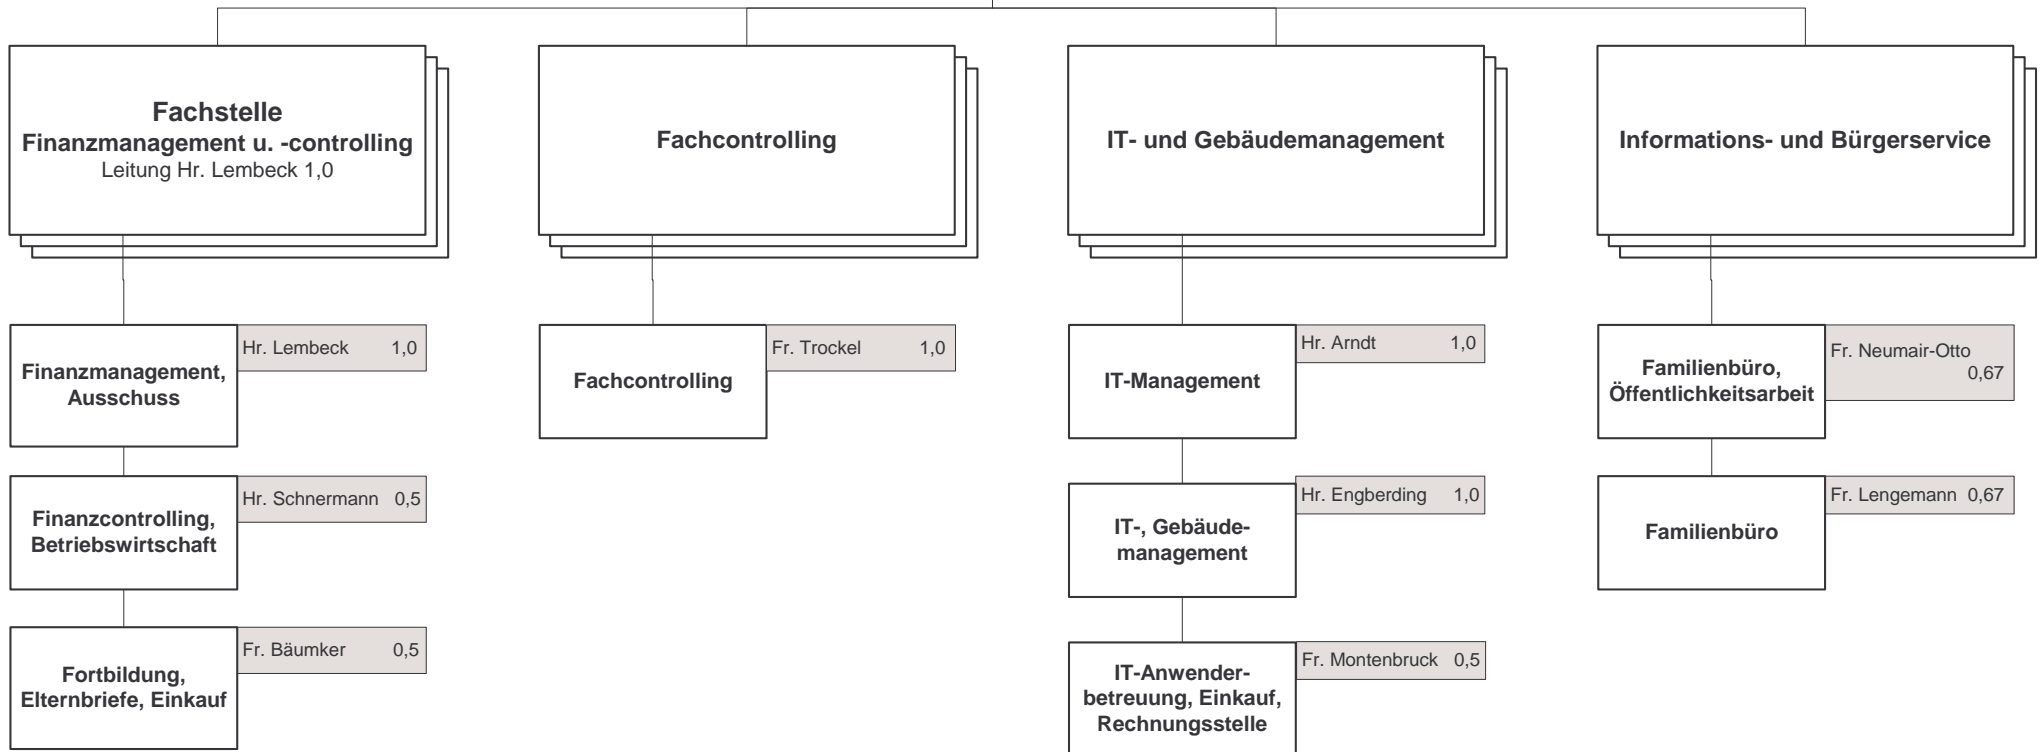 Fachstelle
Finanzmanagement u. -controlling
Leitung Hr. Lembeck 1,0
Fachcontrolling
IT- und Gebäudemanagement
Informations- und Bürgerservice
Finanzmanagement,
Ausschuss
Hr. Lembeck 1,0
Finanzcontrolling,
Betriebswirtschaft
Hr. Schnermann 0,5
Fortbildung,
Elternbriefe, Einkauf
Fr. Bäumker 0,5
Fachcontrolling
Fr. Trockel 1,0
IT-Management
Hr. Arndt 1,0
IT-, Gebäude-
management
Hr. Engberding 1,0
IT-Anwender-
betreuung, Einkauf,
Rechnungsstelle
Fr. Montenbruck 0,5
Familienbüro,
Öffentlichkeitsarbeit
Fr. Neumair-Otto
0,67
Familienbüro
Fr. Lengemann 0,67